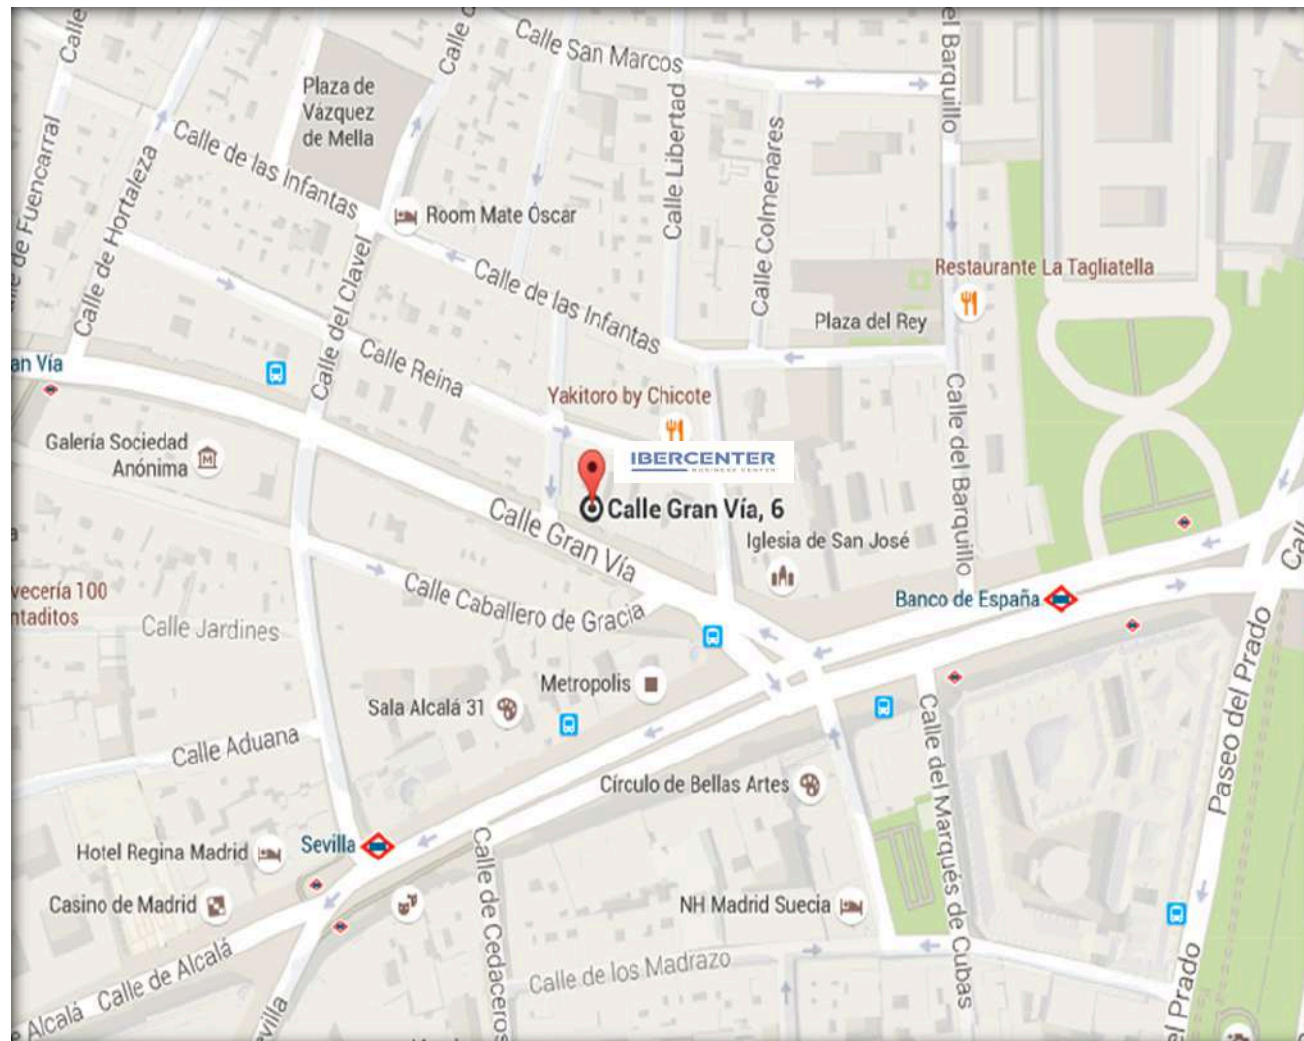 Calle
Calle San Marcos
Calle d
el Barquillo
Plaza de
Vázquez
de Mella
Calle Libertad
Calle Colmenares
Calle de las Infantas
lle de Fuencarral
Calle de Hortaleza
Room Mate Óscar
Calle del Clavel
Calle de las Infantas
Restaurante La Tagliatella
Plaza del Rey
an Vía
Calle Reina
Yakitoro by Chicote
Calle del Barquillo
Galería Sociedad
Anónima
IBERCENTER
BUSINESS CENTER
Calle Gran Vía, 6
Calle Gran Vía
Iglesia de San José
Call
a
vecería 100
ntaditos
Calle Caballero de Gracia
Banco de España
Calle Jardines
Metropolis
Sala Alcalá 31
Paseo del Prado
Calle Aduana
Calle del Marqués de Cubas
Círculo de Bellas Artes
Hotel Regina Madrid
Sevilla
Calle de Cedaceros
Casino de Madrid
NH Madrid Suecia
Calle de los Madrazo
e Alcalá
Calle de Alcalá
evilla
el Prado